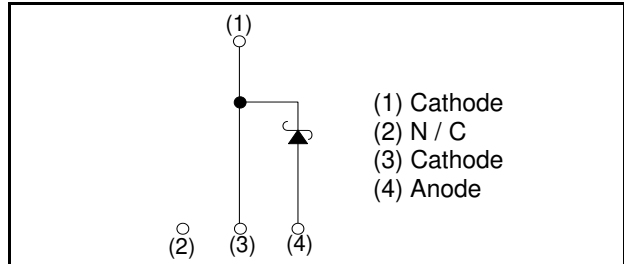 (1)
(1) Cathode
(2) N / C
(3) Cathode
(4) Anode
(2) (3) (4)